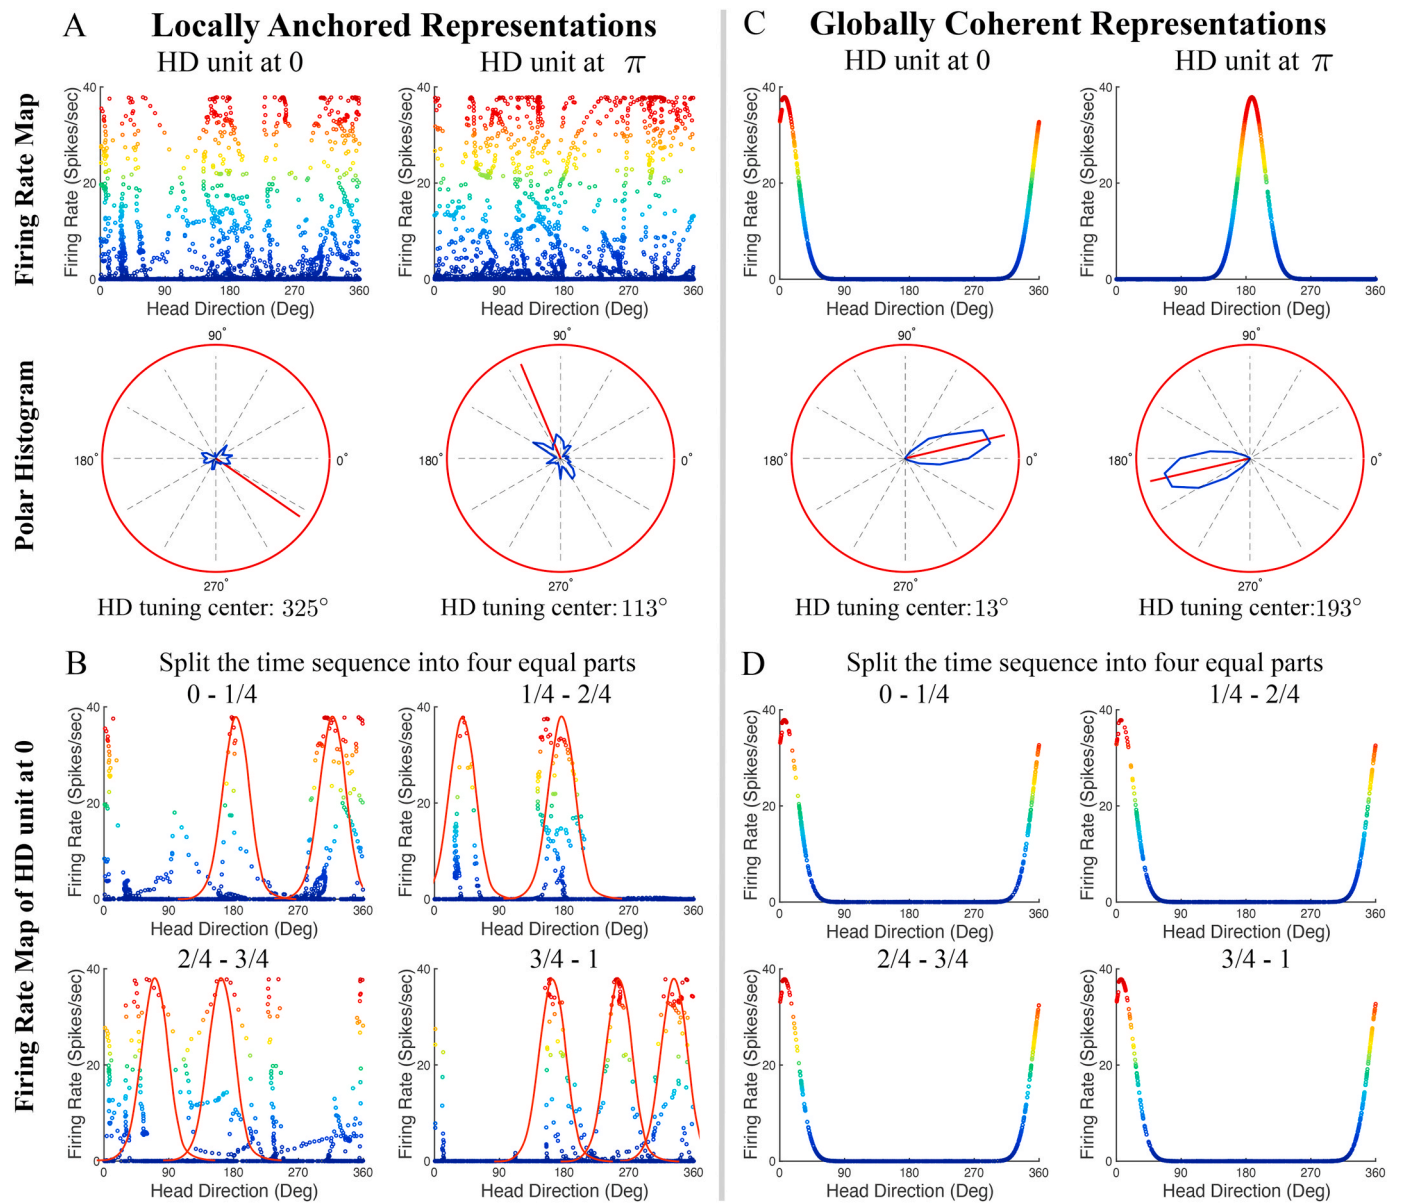 A Locally Anchored Representations
HD unit at 0
HD unit at π
Firing Rate Map
Firing Rate (Spikes/sec)
40
20
0
0 90 180 270 360
Head Direction (Deg)
Firing Rate (Spikes/sec)
40
20
0
0 90 180 270 360
Head Direction (Deg)
Polar Histogram
90°
180°
0°
270°
HD tuning center: 325°
90°
180°
0°
270°
HD tuning center: 113°
B Split the time sequence into four equal parts
Firing Rate Map of HD unit at 0
0 - 1/4
Firing Rate (Spikes/sec)
40
20
0
0 90 180 270 360
Head Direction (Deg)
1/4 - 2/4
Firing Rate (Spikes/sec)
40
20
0
0 90 180 270 360
Head Direction (Deg)
2/4 - 3/4
Firing Rate (Spikes/sec)
40
20
0
0 90 180 270 360
Head Direction (Deg)
3/4 - 1
Firing Rate (Spikes/sec)
40
20
0
0 90 180 270 360
Head Direction (Deg)
C Globally Coherent Representations
HD unit at 0
HD unit at π
Firing Rate (Spikes/sec)
40
20
0
0 90 180 270 360
Head Direction (Deg)
Firing Rate (Spikes/sec)
40
20
0
0 90 180 270 360
Head Direction (Deg)
90°
180°
0°
270°
HD tuning center:13°
90°
180°
0°
270°
HD tuning center:193°
D Split the time sequence into four equal parts
0 - 1/4
Firing Rate (Spikes/sec)
40
20
0
0 90 180 270 360
Head Direction (Deg)
1/4 - 2/4
Firing Rate (Spikes/sec)
40
20
0
0 90 180 270 360
Head Direction (Deg)
2/4 - 3/4
Firing Rate (Spikes/sec)
40
20
0
0 90 180 270 360
Head Direction (Deg)
3/4 - 1
Firing Rate (Spikes/sec)
40
20
0
0 90 180 270 360
Head Direction (Deg)